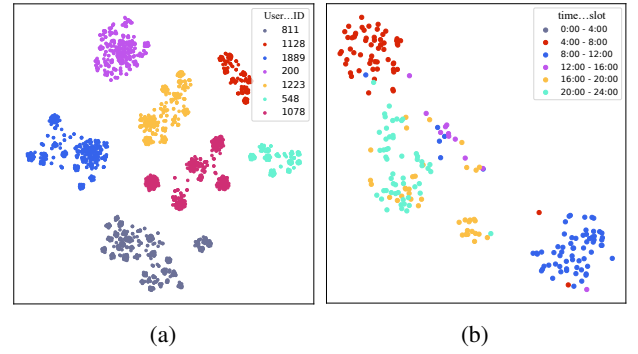 User...ID
811
1128
1889
200
1223
548
1078
(a)
time...slot
0:00 - 4:00
4:00 - 8:00
8:00 - 12:00
12:00 - 16:00
16:00 - 20:00
20:00 - 24:00
(b)